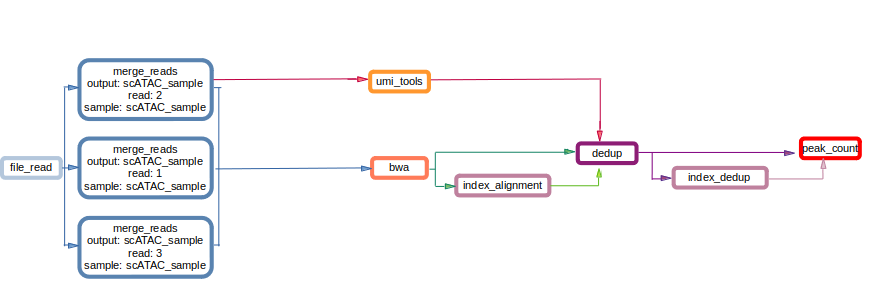 merge_reads
output: scATAC_sample
read: 2
sample: scATAC_sample
umi_tools
merge_reads
output: scATAC_sample
read: 1
sample: scATAC_sample
file_read
bwa
index_alignment
dedup
index_dedup
peak_count
merge_reads
output: scATAC_sample
read: 3
sample: scATAC_sample